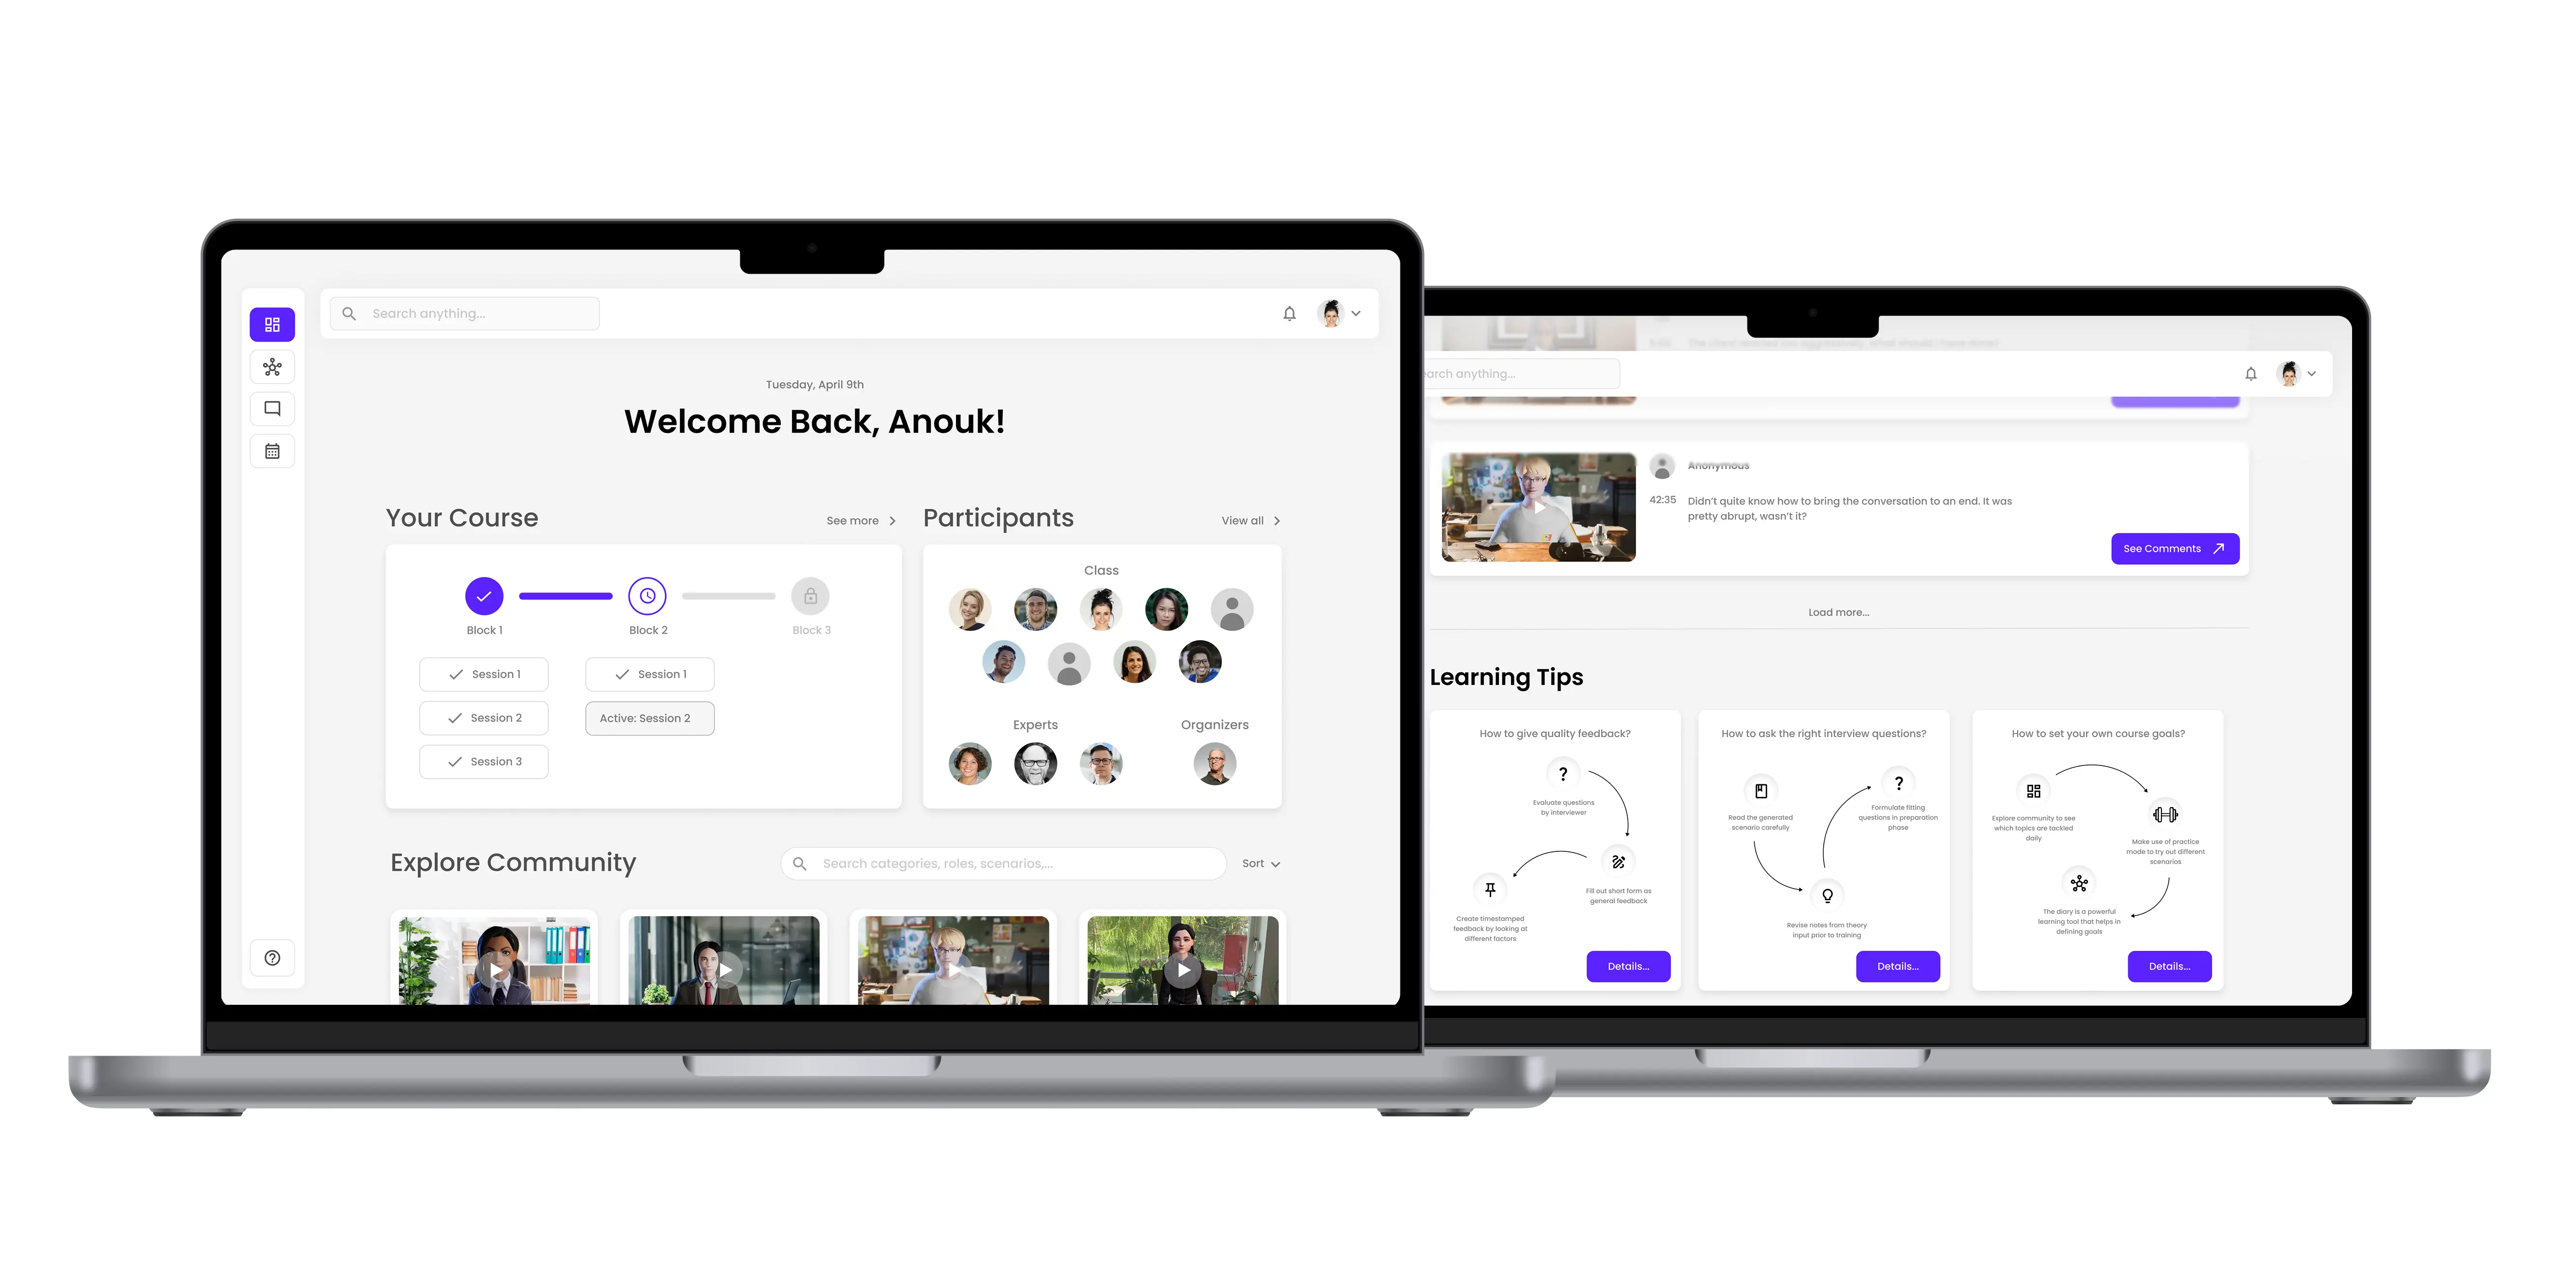 Search anything...
Tuesday, April 9th
Welcome Back, Anouk!
Your Course
See more
Block 1
Block 2
Block 3
Session 1
Session 1
Session 2
Active: Session 2
Session 3
Participants
View all
Class
Experts
Organizers
Explore Community
Search categories, roles, scenarios,...
Sort
arch anything...
Anonymous
42:35
Didn't quite know how to bring the conversation to an end. It was
pretty abrupt, wasn't it?
See Comments
Load more...
Learning Tips
How to give quality feedback?
?
Evaluate questions
by interviewer
Fill out short form as
general feedback
Create timestamped
feedback by looking at
different factors
Details...
How to ask the right interview questions?
Read the generated
scenario carefully
?
Formulate fitting
questions in preparation
phase
Revise notes from theory
input prior to training
Details...
How to set your own course goals?
Explore community to see
which topics are tackled
daily
Make use of practice
mode to try out different
scenarios
The diary is a powerful
learning tool that helps in
defining goals
Details...